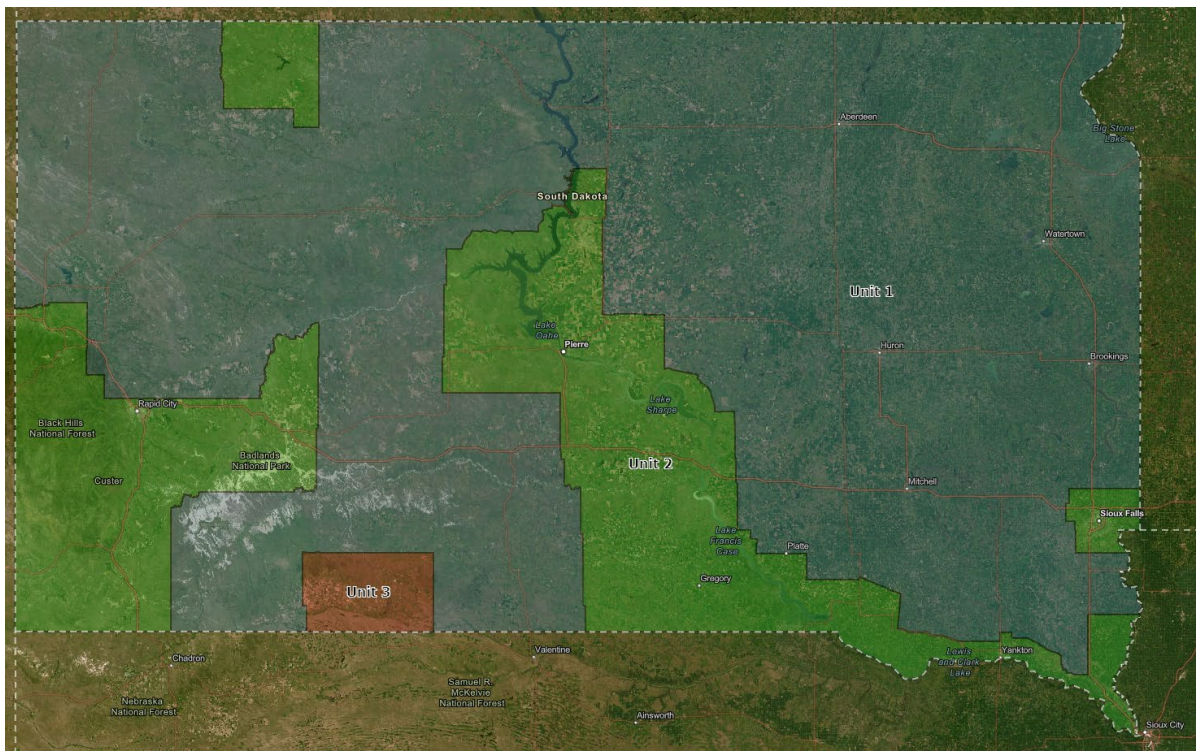 Aberdeen
Big Stone
Lake
South Dakota
Watertown
Unit 1
Lake
Oahe
Pierre
Huron
Brookings
Rapid City
Lake
Sharpe
Black Hills
National Forest
Badlands
National Park
Unit 2
Custer
Mitchell
Sioux Falls
Lake
Francis
Case
Platte
Gregory
Unit 3
Chadron
Valentine
Lewis
and Clark
Lake
Yankton
Samuel R.
McKelvie
National Forest
Nebraska
National Forest
Ainsworth
Sioux City